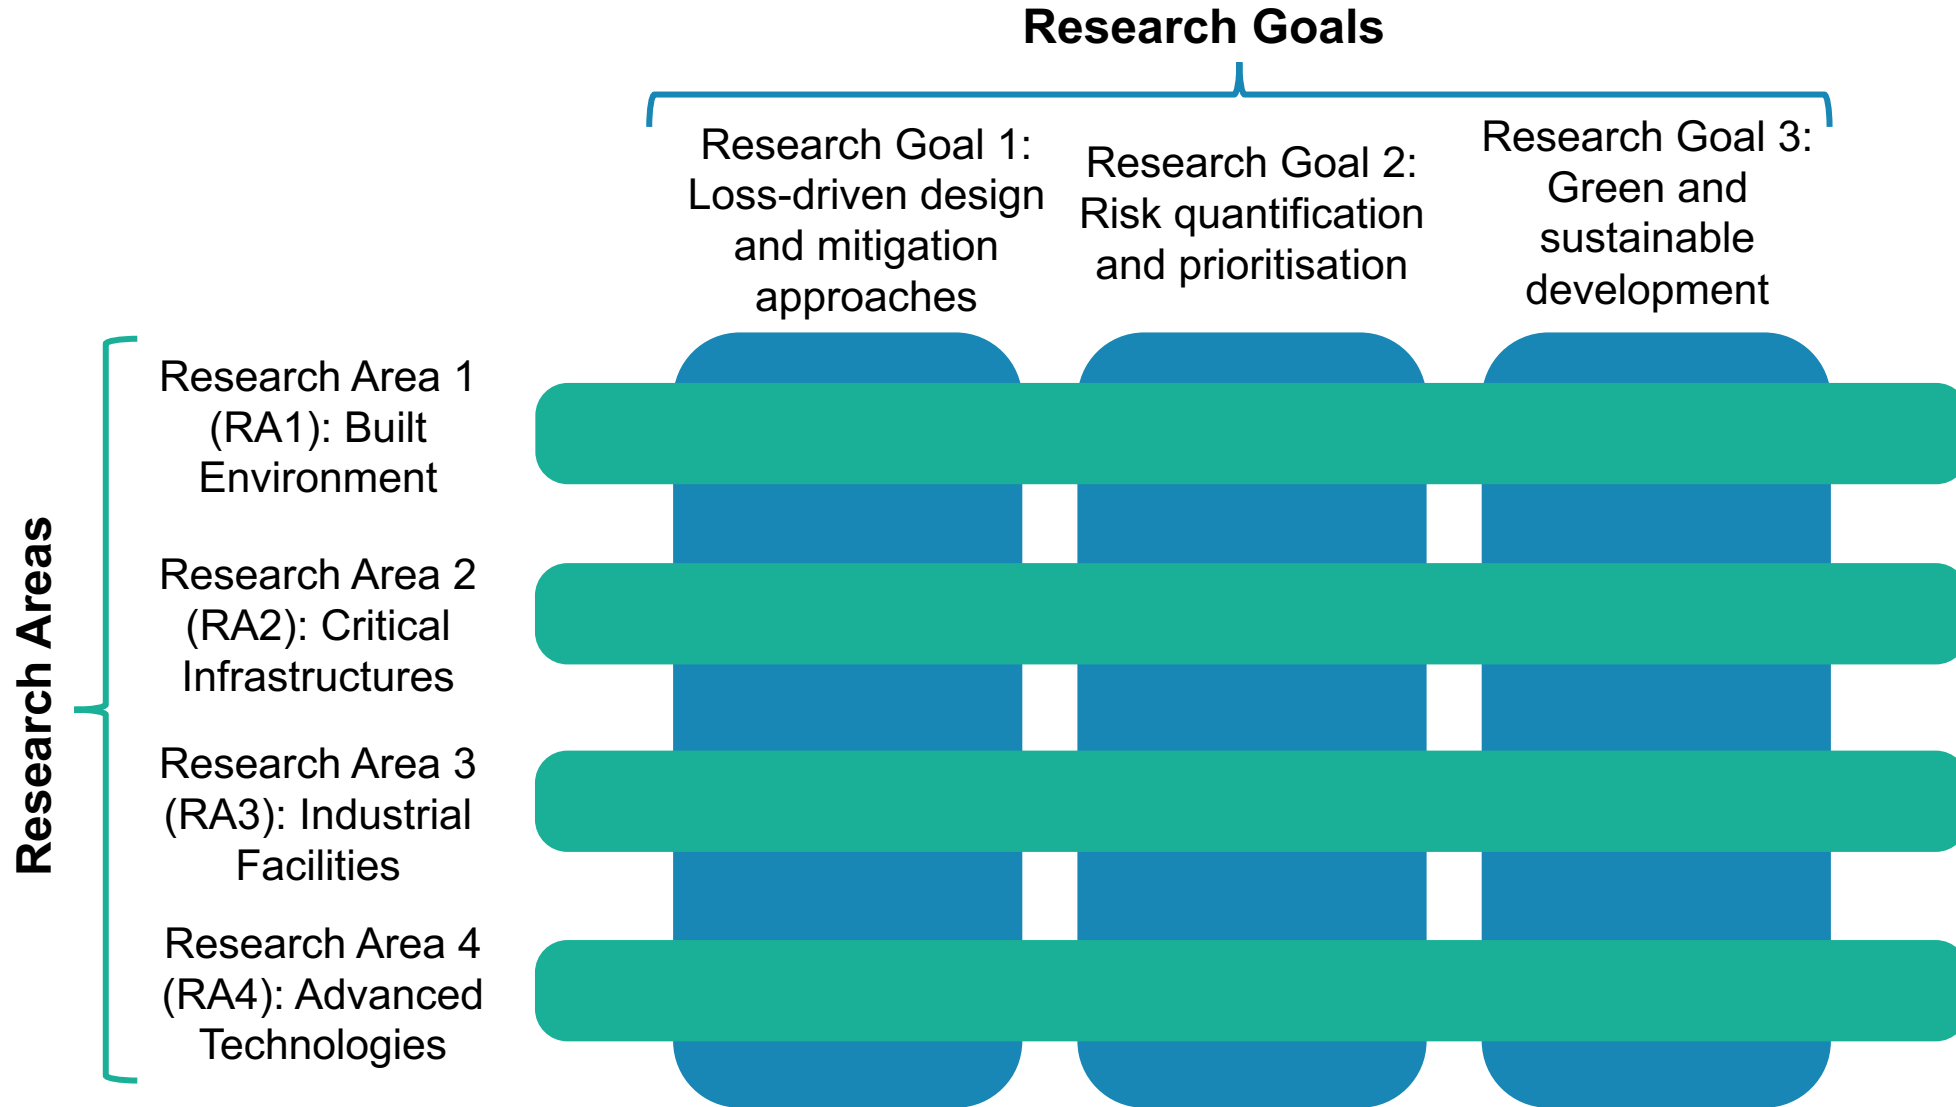 Research Goals
Research Goal 1:
Loss-driven design
and mitigation
approaches
Research Goal 2:
Risk quantification
and prioritisation
Research Goal 3:
Green and
sustainable
development
Research Areas
Research Area 1
(RA1): Built
Environment
Research Area 2
(RA2): Critical
Infrastructures
Research Area 3
(RA3): Industrial
Facilities
Research Area 4
(RA4): Advanced
Technologies